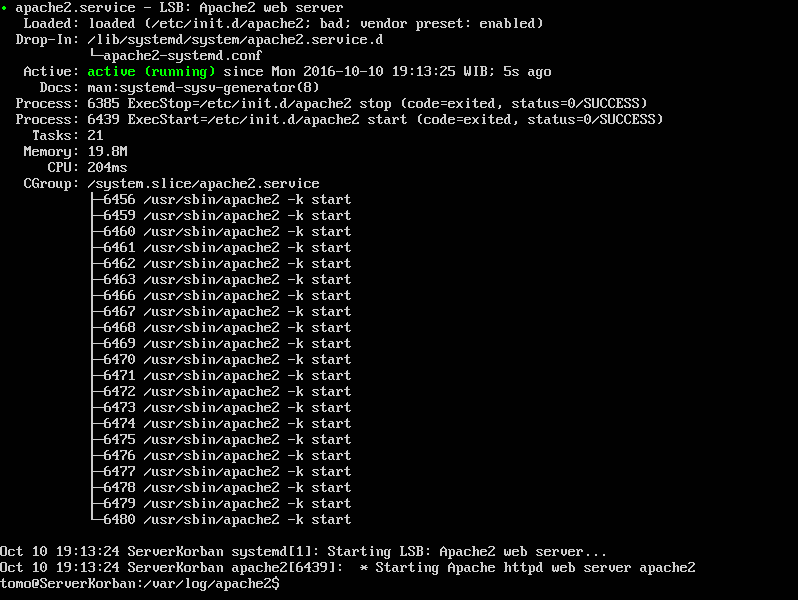 ● apache2.service - LSB: Apache2 web server
   Loaded: loaded (/etc/init.d/apache2; bad; vendor preset: enabled)
  Drop-In: /lib/systemd/system/apache2.service.d
           └─apache2-systemd.conf
   Active: active (running) since Mon 2016-10-10 19:13:25 WIB; 5s ago
     Docs: man:systemd-sysv-generator(8)
  Process: 6385 ExecStop=/etc/init.d/apache2 stop (code=exited, status=0/SUCCESS)
  Process: 6439 ExecStart=/etc/init.d/apache2 start (code=exited, status=0/SUCCESS)
    Tasks: 21
   Memory: 19.8M
      CPU: 204ms
   CGroup: /system.slice/apache2.service
           ├─6456 /usr/sbin/apache2 -k start
           ├─6459 /usr/sbin/apache2 -k start
           ├─6460 /usr/sbin/apache2 -k start
           ├─6461 /usr/sbin/apache2 -k start
           ├─6462 /usr/sbin/apache2 -k start
           ├─6463 /usr/sbin/apache2 -k start
           ├─6466 /usr/sbin/apache2 -k start
           ├─6467 /usr/sbin/apache2 -k start
           ├─6468 /usr/sbin/apache2 -k start
           ├─6469 /usr/sbin/apache2 -k start
           ├─6470 /usr/sbin/apache2 -k start
           ├─6471 /usr/sbin/apache2 -k start
           ├─6472 /usr/sbin/apache2 -k start
           ├─6473 /usr/sbin/apache2 -k start
           ├─6474 /usr/sbin/apache2 -k start
           ├─6475 /usr/sbin/apache2 -k start
           ├─6476 /usr/sbin/apache2 -k start
           ├─6477 /usr/sbin/apache2 -k start
           ├─6478 /usr/sbin/apache2 -k start
           ├─6479 /usr/sbin/apache2 -k start
           └─6480 /usr/sbin/apache2 -k start

Oct 10 19:13:24 ServerKorban systemd[1]: Starting LSB: Apache2 web server...
Oct 10 19:13:24 ServerKorban apache2[6439]:  * Starting Apache httpd web server apache2
tomo@ServerKorban:/var/log/apache2$